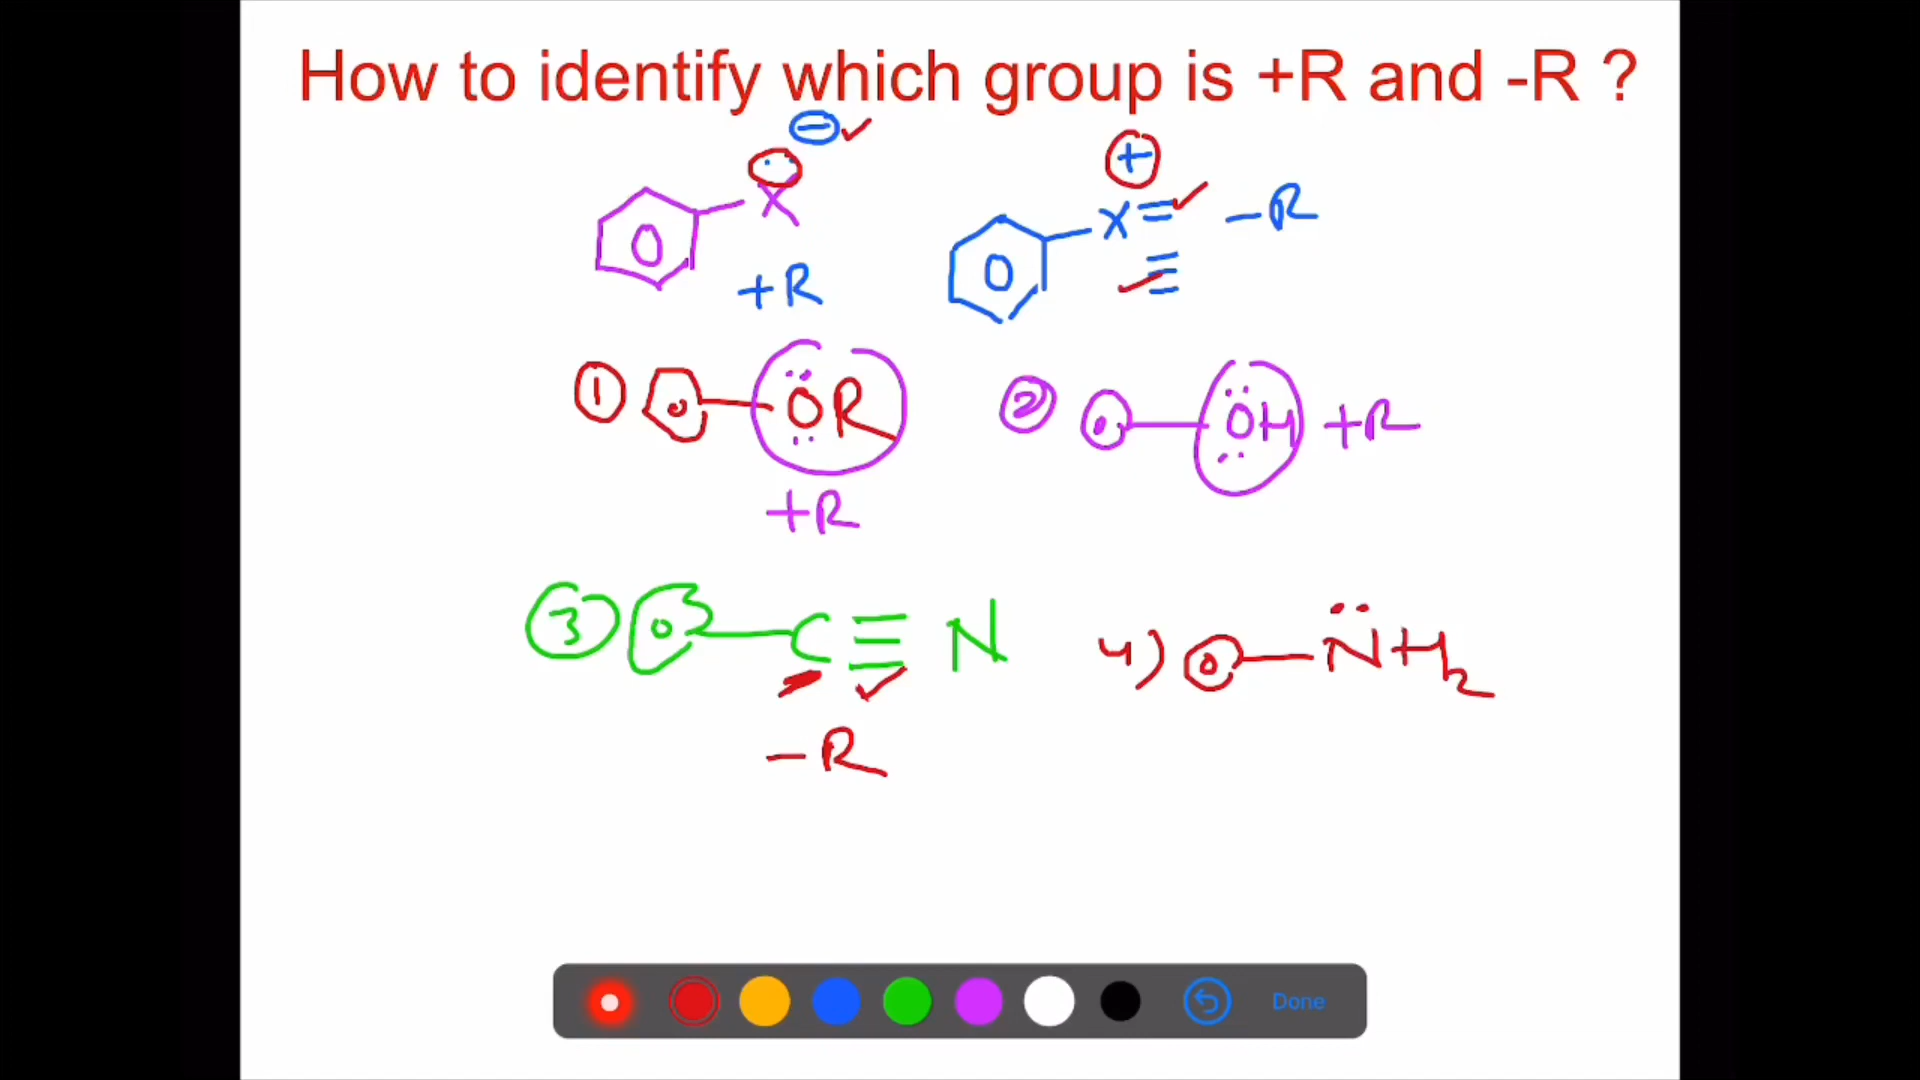 How to identify which group is +R and -R ?
⊖
X
+R
+
X = -R
≡
① ÖR
+R
② ÖH +R
③ C ≡ N
-R
4) N̈H₂
Done